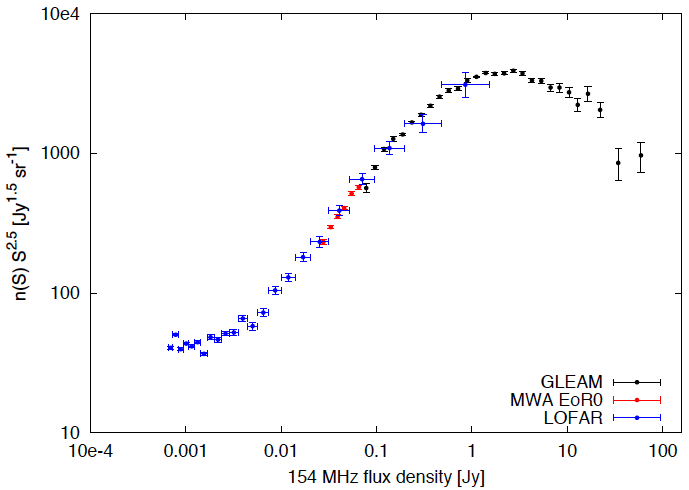 10e4
1000
100
10
n(S) S^2.5 [Jy^1.5 sr^-1]
GLEAM
MWA EoR0
LOFAR
10e-4 0.001 0.01 0.1 1 10 100
154 MHz flux density [Jy]